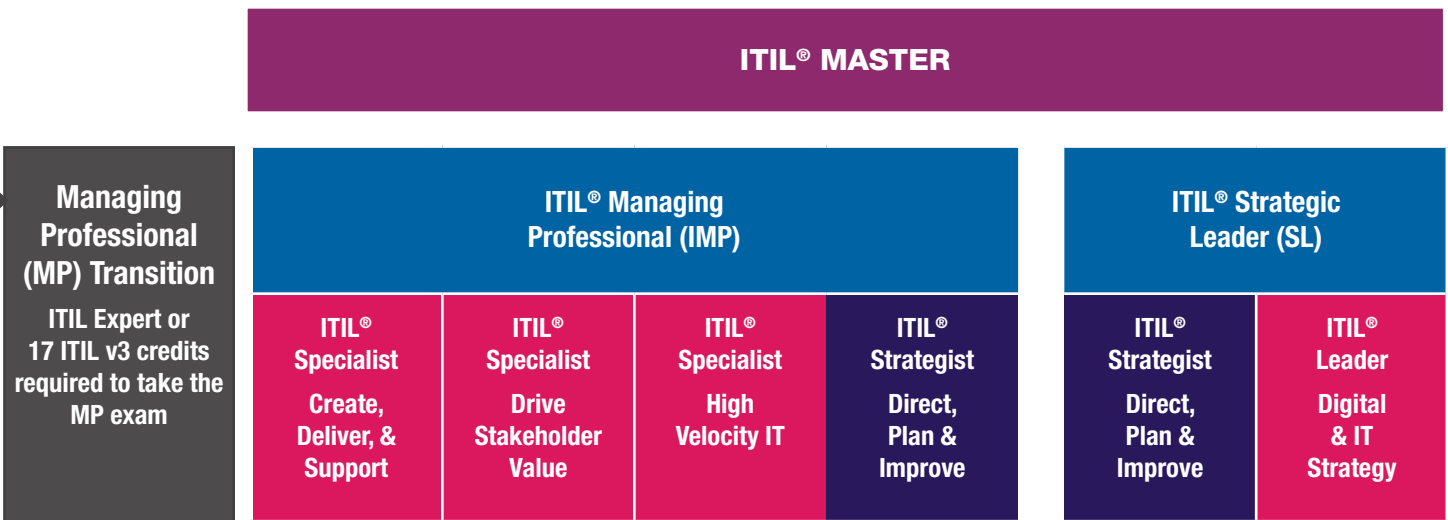 ITIL® MASTER
Managing
Professional
(MP) Transition
ITIL Expert or
17 ITIL v3 credits
required to take the
MP exam
ITIL® Managing
Professional (IMP)
ITIL® Strategic
Leader (SL)
ITIL®
Specialist
Create,
Deliver, &
Support
ITIL®
Specialist
Drive
Stakeholder
Value
ITIL®
Specialist
High
Velocity IT
ITIL®
Strategist
Direct,
Plan &
Improve
ITIL®
Strategist
Direct,
Plan &
Improve
ITIL®
Leader
Digital
& IT
Strategy